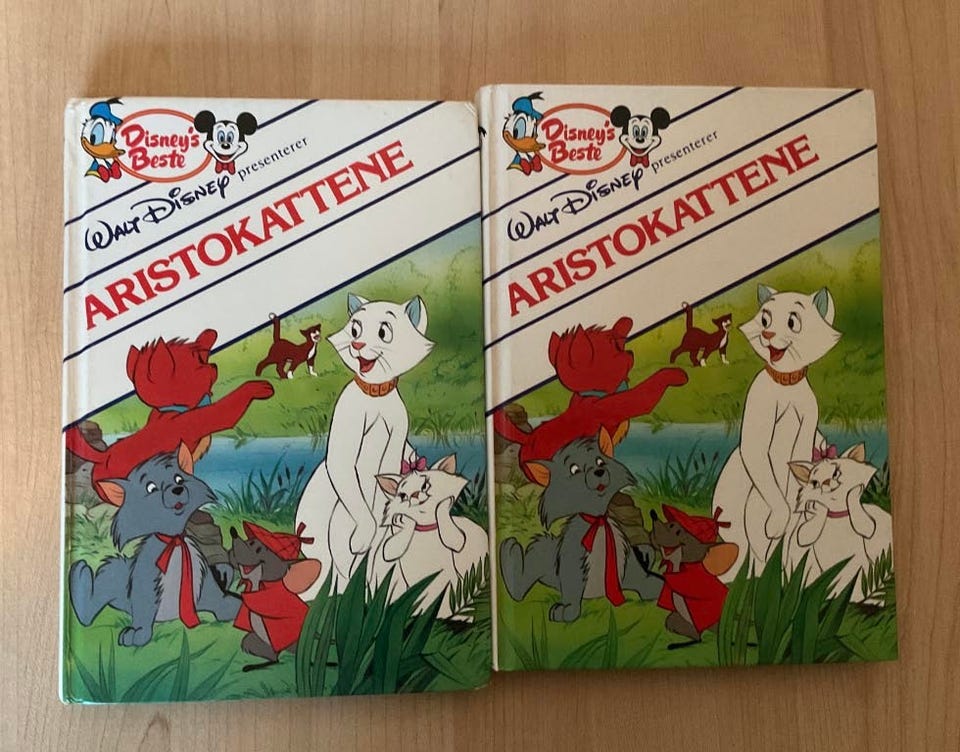 Disney's
Beste
WALT DISNEY presenterer
ARISTOKATTENE
Disney's
Beste
WALT DISNEY presenterer
ARISTOKATTENE